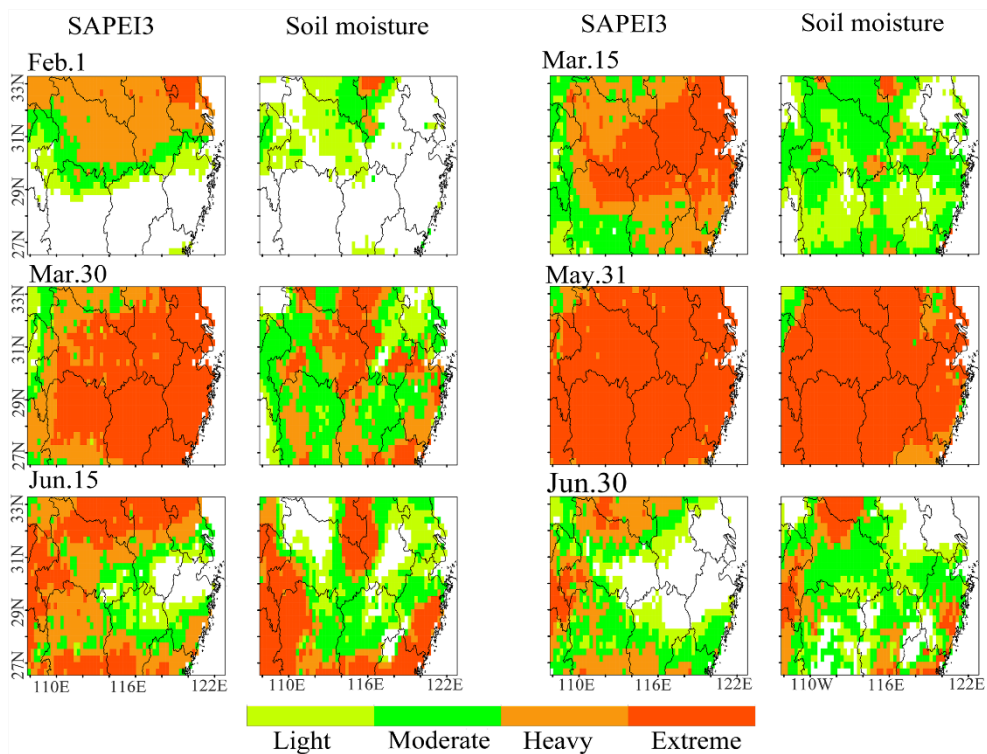 SAPEI3 Soil moisture SAPEI3 Soil moisture
Feb.1 Mar.15
33N
31N
29N
27N
Mar.30 May.31
33N
31N
29N
27N
Jun.15 Jun.30
33N
31N
29N
27N
110E 116E 122E 110E 116E 122E 110E 116E 122E 110W 116E 122E
Light Moderate Heavy Extreme